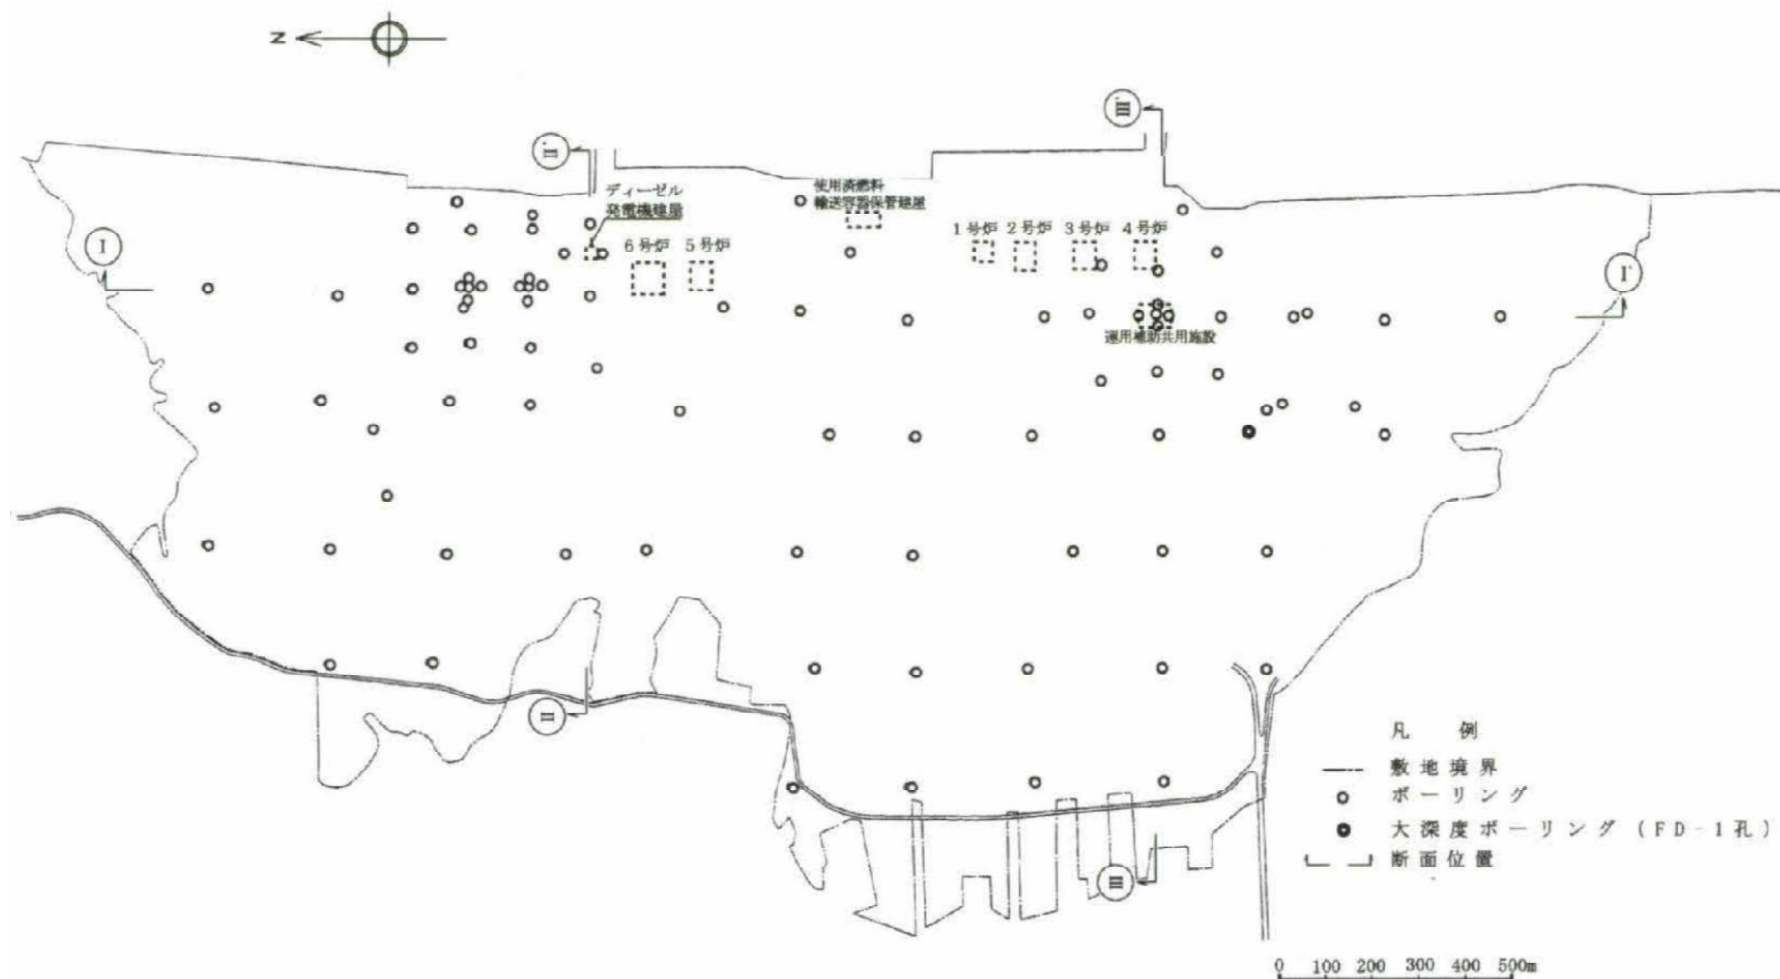 N
III'
II'
ディーゼル
発電機建屋
使用済燃料
輸送容器保管建屋
I
6号炉
5号炉
1号炉
2号炉
3号炉
4号炉
I'
運用補助共用施設
II
III
凡 例
敷地境界
ボーリング
大深度ボーリング (FD-1孔)
断面位置
0 100 200 300 400 500m